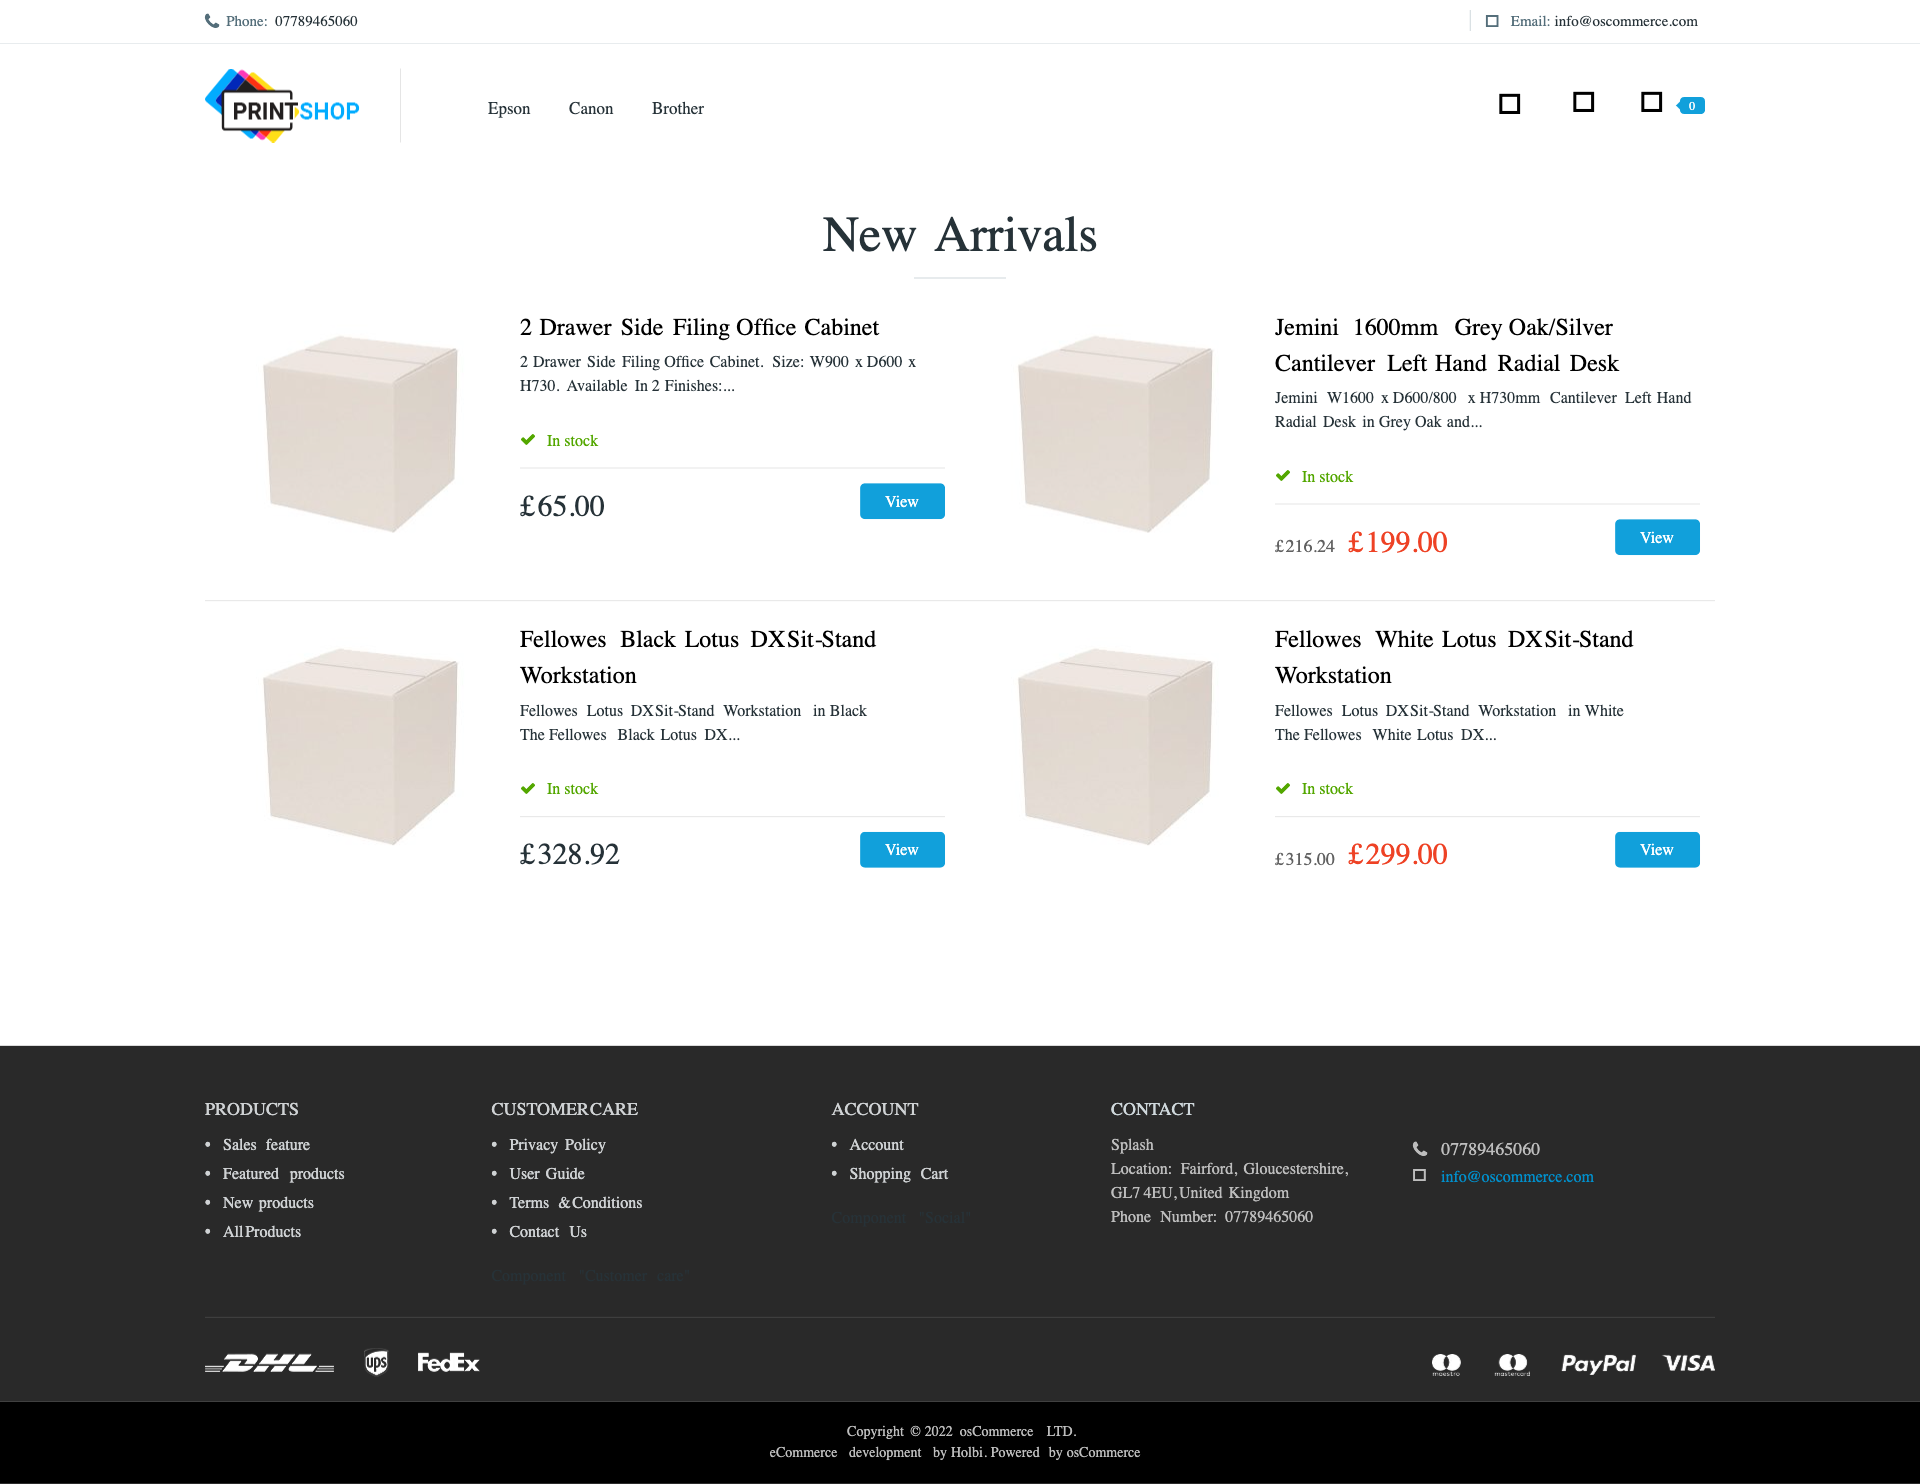 Phone: 07789465060
Email: info@oscommerce.com
PRINTSHOP
Epson Canon Brother
0
New Arrivals
2 Drawer Side Filing Office Cabinet
2 Drawer Side Filing Office Cabinet. Size: W900 x D600 x
H730. Available In 2 Finishes:...
In stock
£65.00
View
Jemini 1600mm Grey Oak/Silver
Cantilever Left Hand Radial Desk
Jemini W1600 x D600/800 x H730mm Cantilever Left Hand
Radial Desk in Grey Oak and...
In stock
£216.24 £199.00
View
Fellowes Black Lotus DX Sit-Stand
Workstation
Fellowes Lotus DX Sit-Stand Workstation in Black
The Fellowes Black Lotus DX...
In stock
£328.92
View
Fellowes White Lotus DX Sit-Stand
Workstation
Fellowes Lotus DX Sit-Stand Workstation in White
The Fellowes White Lotus DX...
In stock
£315.00 £299.00
View
PRODUCTS
• Sales feature
• Featured products
• New products
• All Products
CUSTOMER CARE
• Privacy Policy
• User Guide
• Terms & Conditions
• Contact Us
Component "Customer care"
ACCOUNT
• Account
• Shopping Cart
Component "Social"
CONTACT
Splash
Location: Fairford, Gloucestershire,
GL7 4EU, United Kingdom
Phone Number: 07789465060
07789465060
info@oscommerce.com
DHL ups FedEx
maestro mastercard PayPal VISA
Copyright © 2022 osCommerce LTD.
eCommerce development by Holbi. Powered by osCommerce